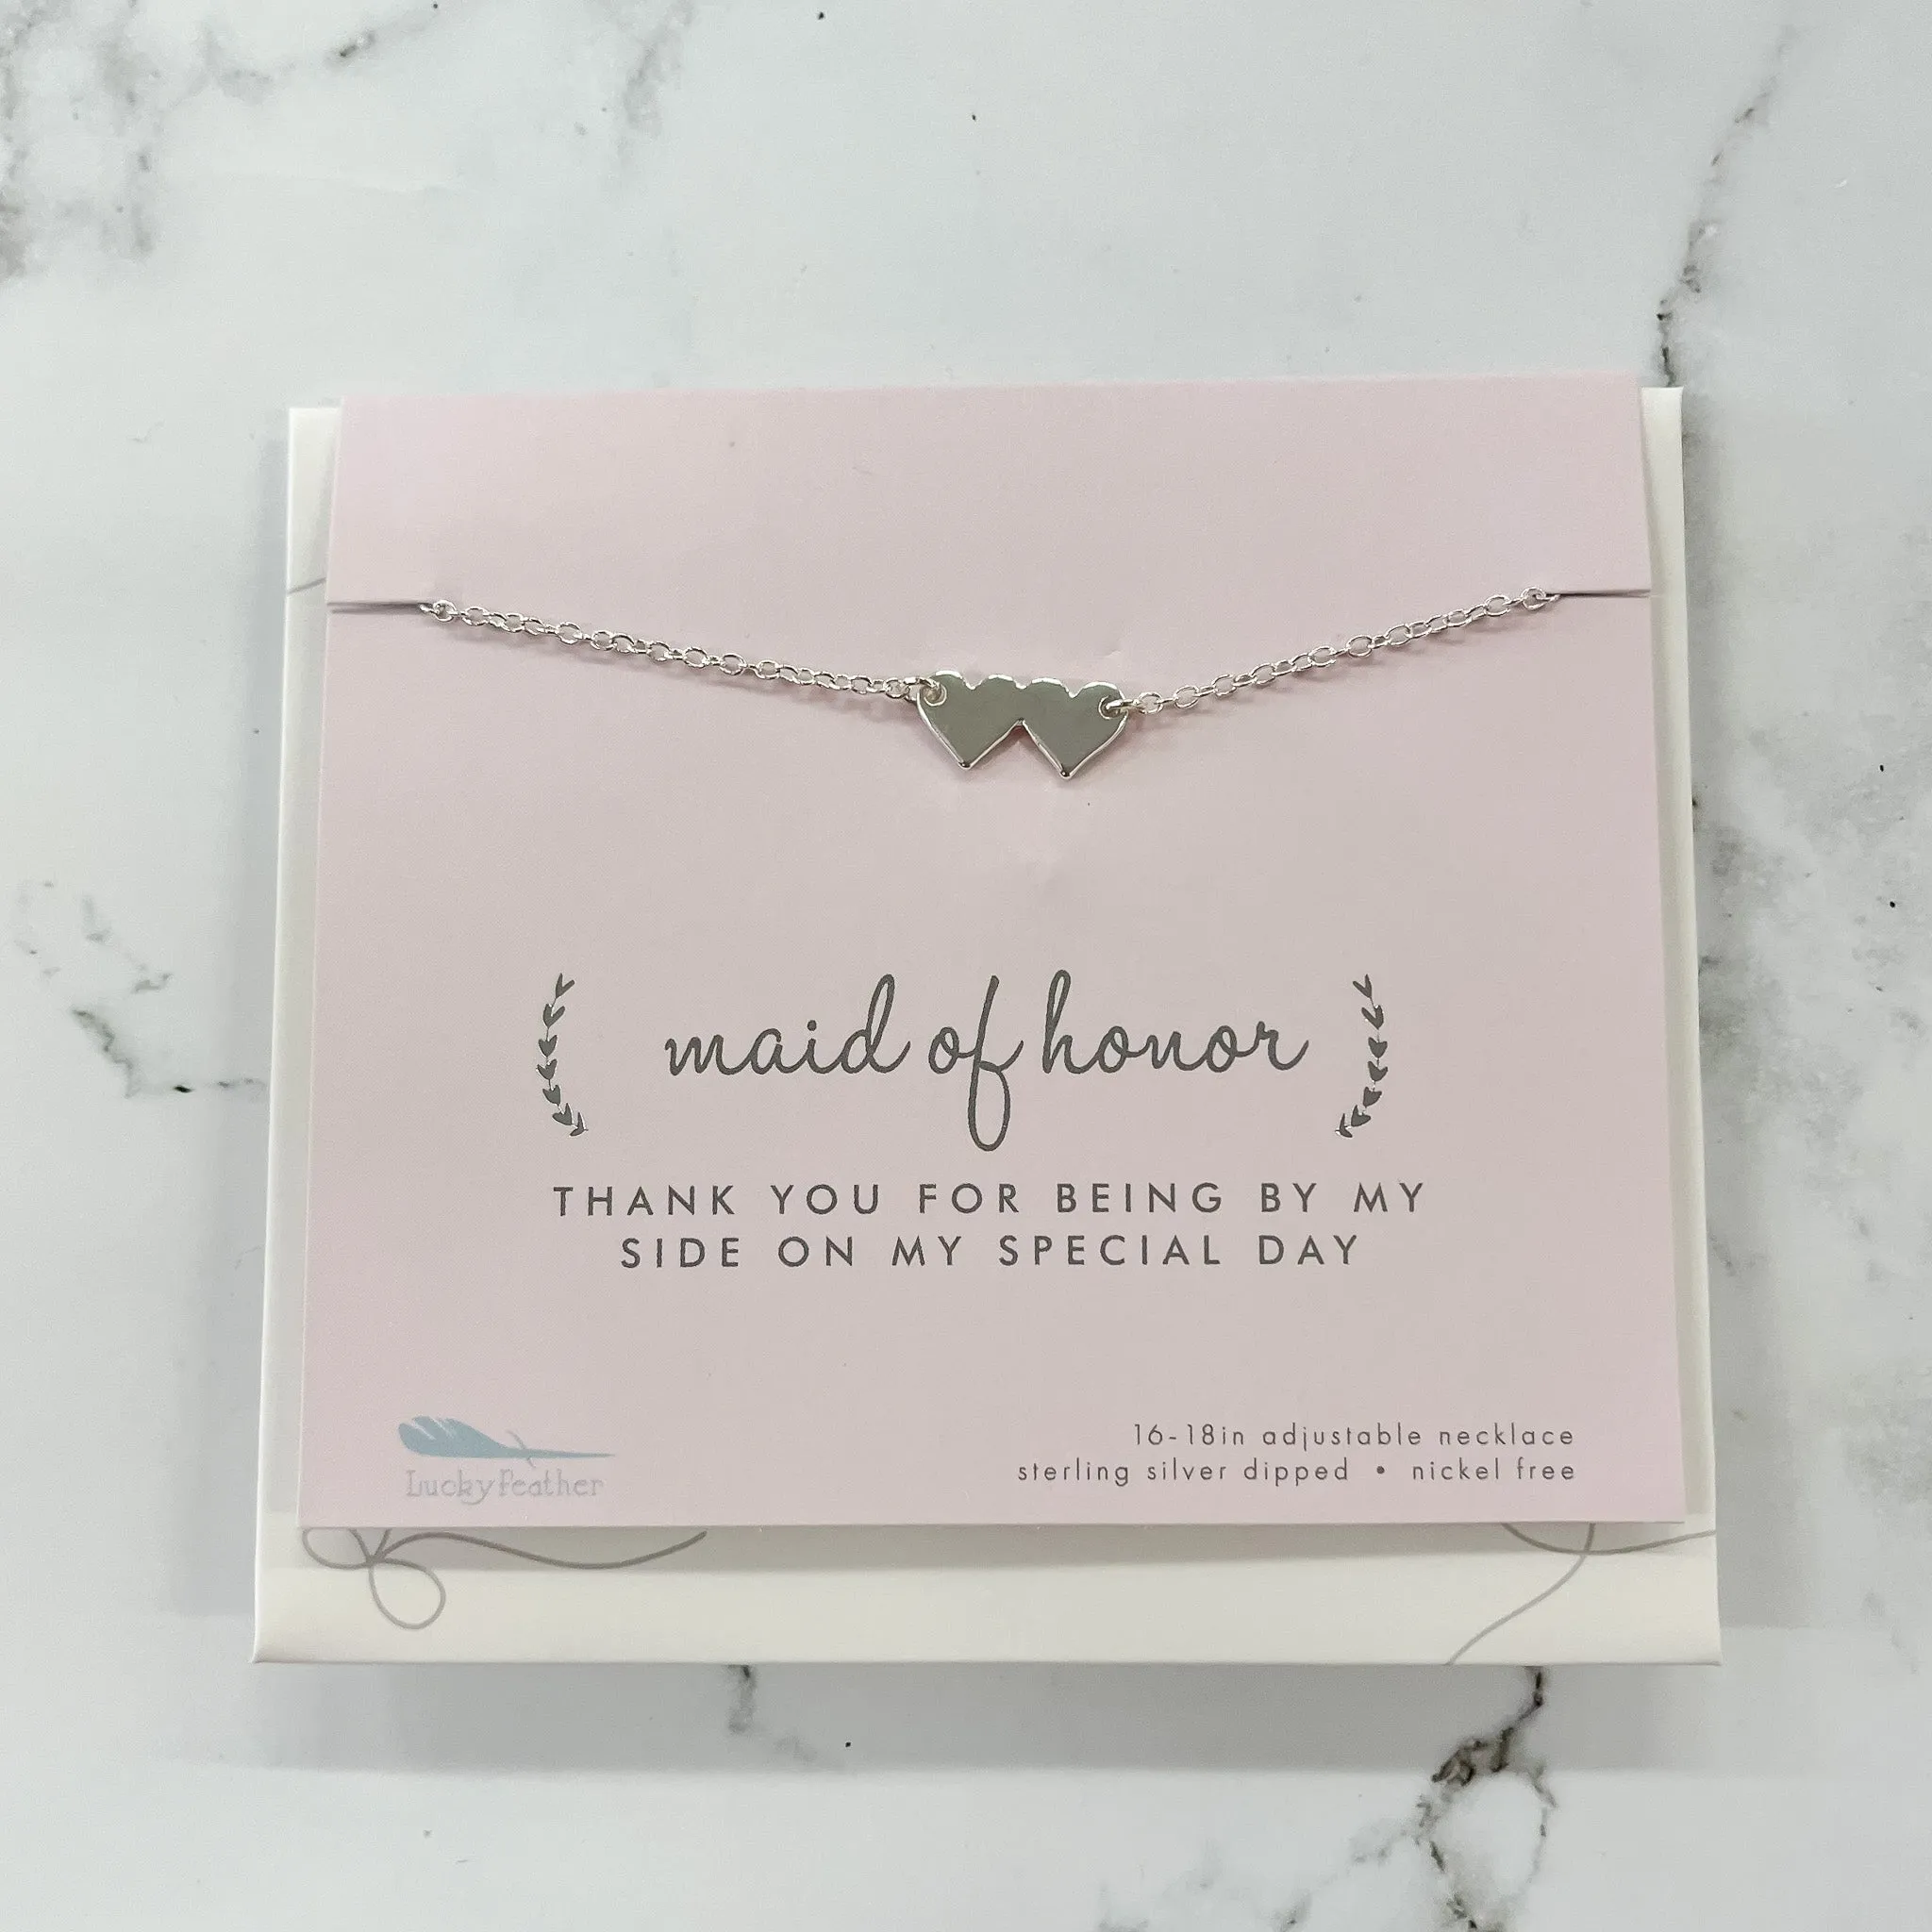 maid of honor
THANK YOU FOR BEING BY MY
SIDE ON MY SPECIAL DAY
Lucky Feather
16-18in adjustable necklace
sterling silver dipped • nickel free